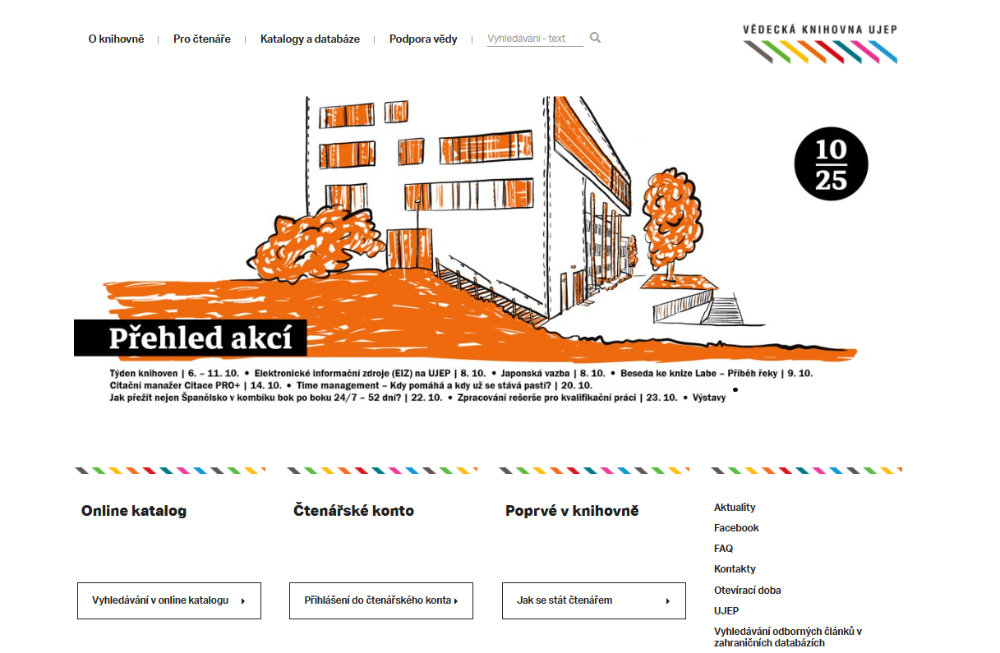 O knihovně
Pro čtenáře
Katalogy a databáze
Podpora vědy
Vyhledávání - text
VĚDECKÁ KNIHOVNA UJEP
10
25
Přehled akcí
Týden knihoven | 6. – 11. 10. • Elektronické informační zdroje (EIZ) na UJEP | 8. 10. • Japonská vazba | 8. 10. • Beseda ke knize Labe – Příběh řeky | 9. 10.
Citační manažer Citace PRO+ | 14. 10. • Time management – Kdy pomáhá a kdy už se stává pastí? | 20. 10.
Jak přežít nejen Španělsko v kombíku bok po boku 24/7 – 52 dní? | 22. 10. • Zpracování rešerše pro kvalifikační práci | 23. 10. • Výstavy •
Online katalog
Vyhledávání v online katalogu
Čtenářské konto
Přihlášení do čtenářského konta
Poprvé v knihovně
Jak se stát čtenářem
Aktuality
Facebook
FAQ
Kontakty
Otevírací doba
UJEP
Vyhledávání odborných článků v
zahraničních databázích